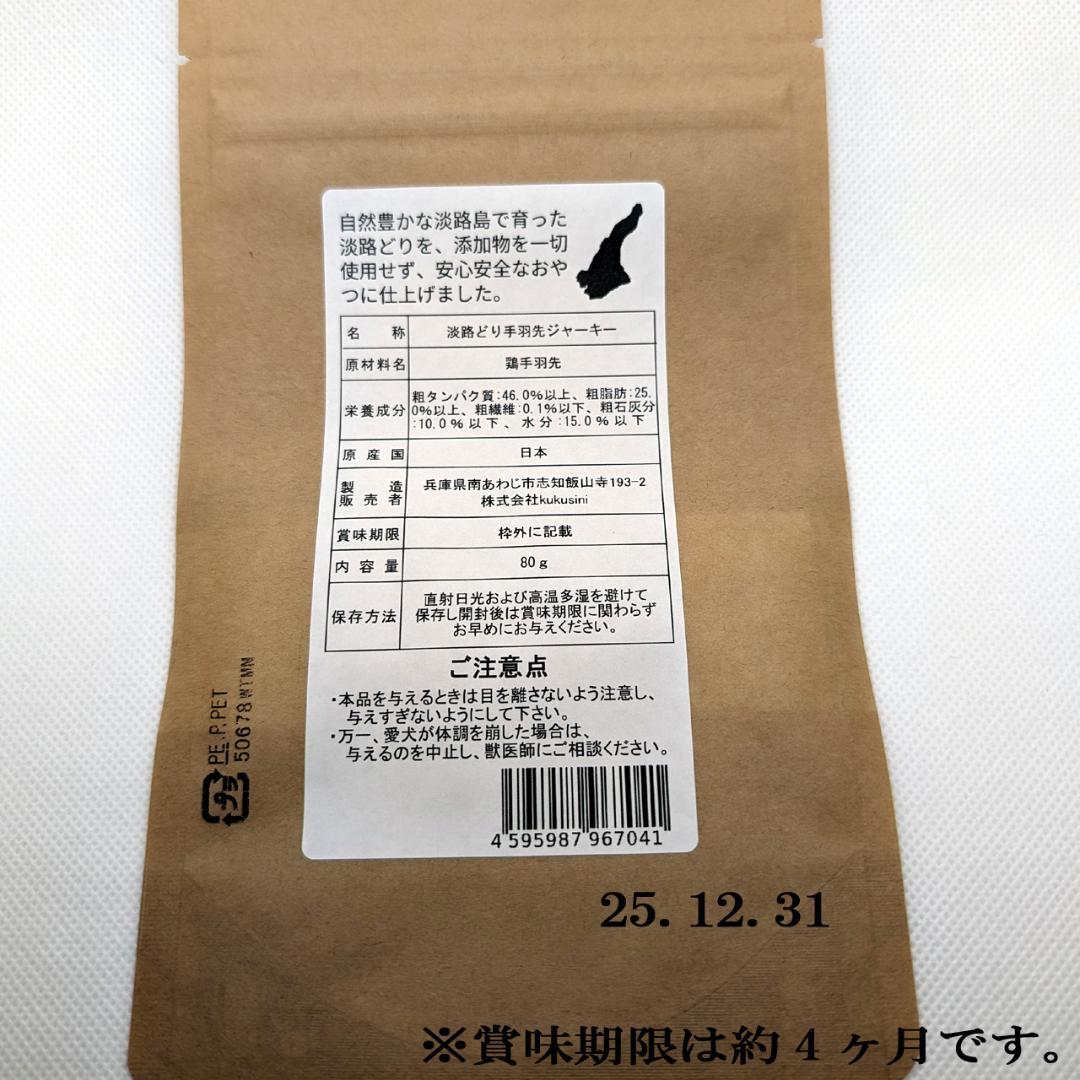 自然豊かな淡路島で育った
淡路どりを、添加物を一切
使用せず、安心安全なおや
つに仕上げました。
名称 淡路どり手羽先ジャーキー
原材料名 鶏手羽先
栄養成分 粗タンパク質:46.0%以上、粗脂肪:25.
0%以上、粗繊維:0.1%以下、粗石灰分
:10.0%以下、水分:15.0%以下
原産国 日本
製造
販売者
兵庫県南あわじ市志知飯山寺193-2
株式会社kukusini
賞味期限 枠外に記載
内容量 80g
保存方法
直射日光および高温多湿を避けて
保存し開封後は賞味期限に関わらず
お早めにお与えください。
ご注意点
・本品を与えるときは目を離さないよう注意し、
与えすぎないようにして下さい。
・万一、愛犬が体調を崩した場合は、
与えるのを中止し、獣医師にご相談ください。
4 595987 967041
プラ
PE.P,PET
50678WTMN
25.12.31
※賞味期限は約4ヶ月です。